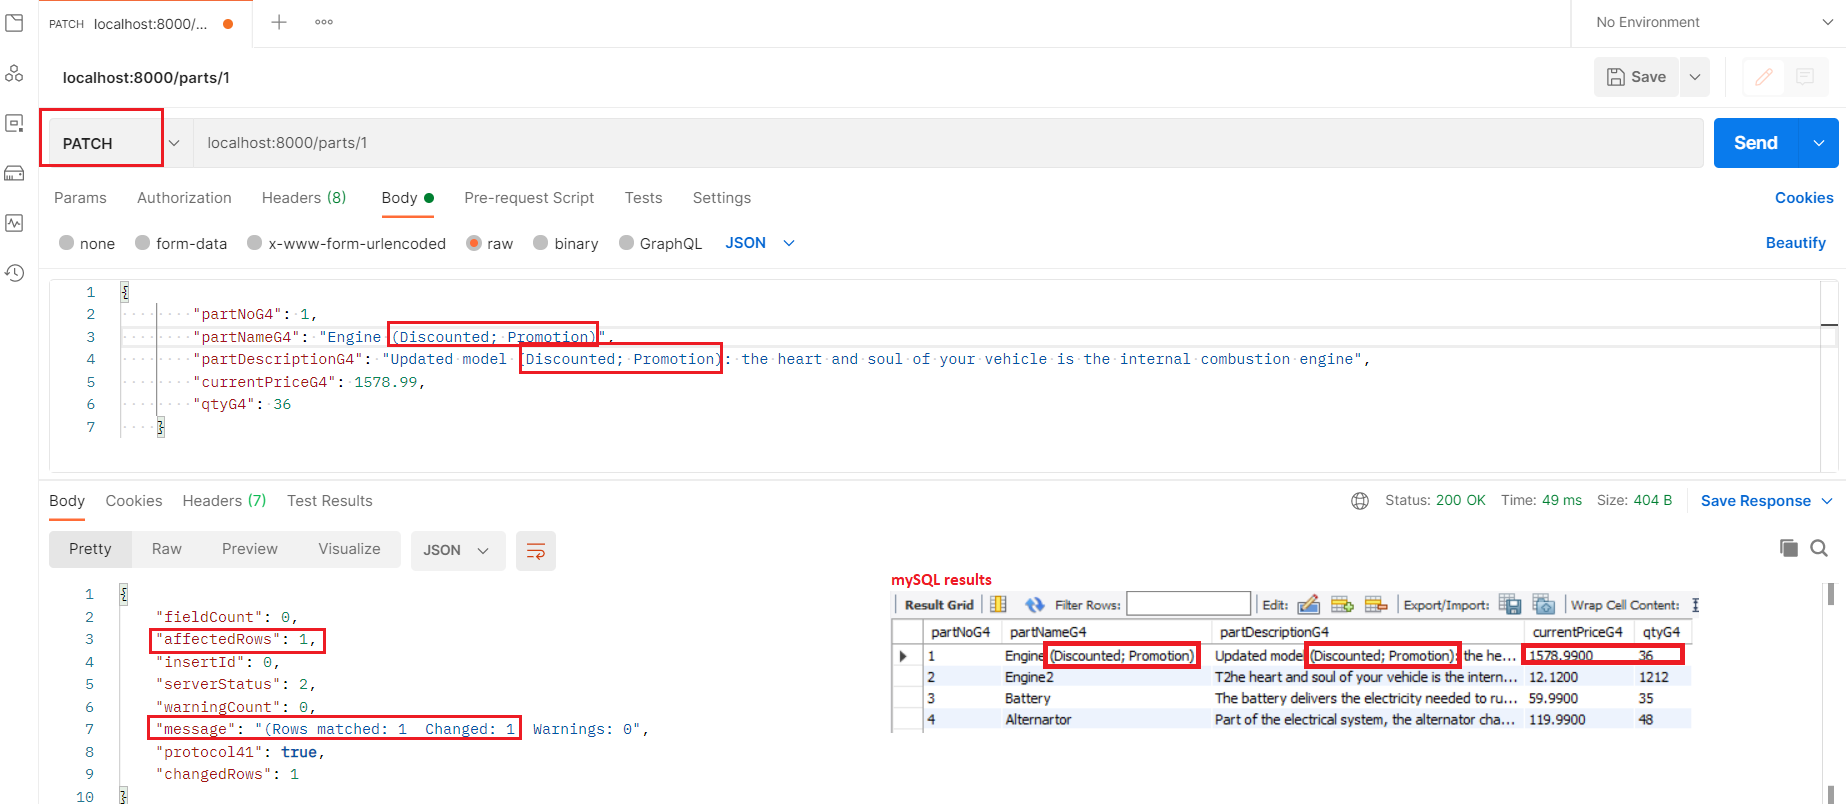 PATCH localhost:8000/...
No Environment
localhost:8000/parts/1
Save
PATCH localhost:8000/parts/1 Send
Params Authorization Headers (8) Body Pre-request Script Tests Settings Cookies
none form-data x-www-form-urlencoded raw binary GraphQL JSON Beautify
1 {
2 "partNoG4": 1,
3 "partNameG4": "Engine (Discounted; Promotion)",
4 "partDescriptionG4": "Updated model (Discounted; Promotion): the heart and soul of your vehicle is the internal combustion engine",
5 "currentPriceG4": 1578.99,
6 "qtyG4": 36
7 }
Body Cookies Headers (7) Test Results Status: 200 OK Time: 49 ms Size: 404 B Save Response
Pretty Raw Preview Visualize JSON
1 {
2 "fieldCount": 0,
3 "affectedRows": 1,
4 "insertId": 0,
5 "serverStatus": 2,
6 "warningCount": 0,
7 "message": "(Rows matched: 1  Changed: 1  Warnings: 0",
8 "protocol41": true,
9 "changedRows": 1
10 }
mySQL results
Result Grid Filter Rows: Edit: Export/Import: Wrap Cell Content:
partNoG4 partNameG4 partDescriptionG4 currentPriceG4 qtyG4
1 Engine (Discounted; Promotion) Updated model (Discounted; Promotion): the he... 1578.9900 36
2 Engine2 T2he heart and soul of your vehicle is the intern... 12.1200 1212
3 Battery The battery delivers the electricity needed to ru... 59.9900 35
4 Alternartor Part of the electrical system, the alternator cha... 119.9900 48